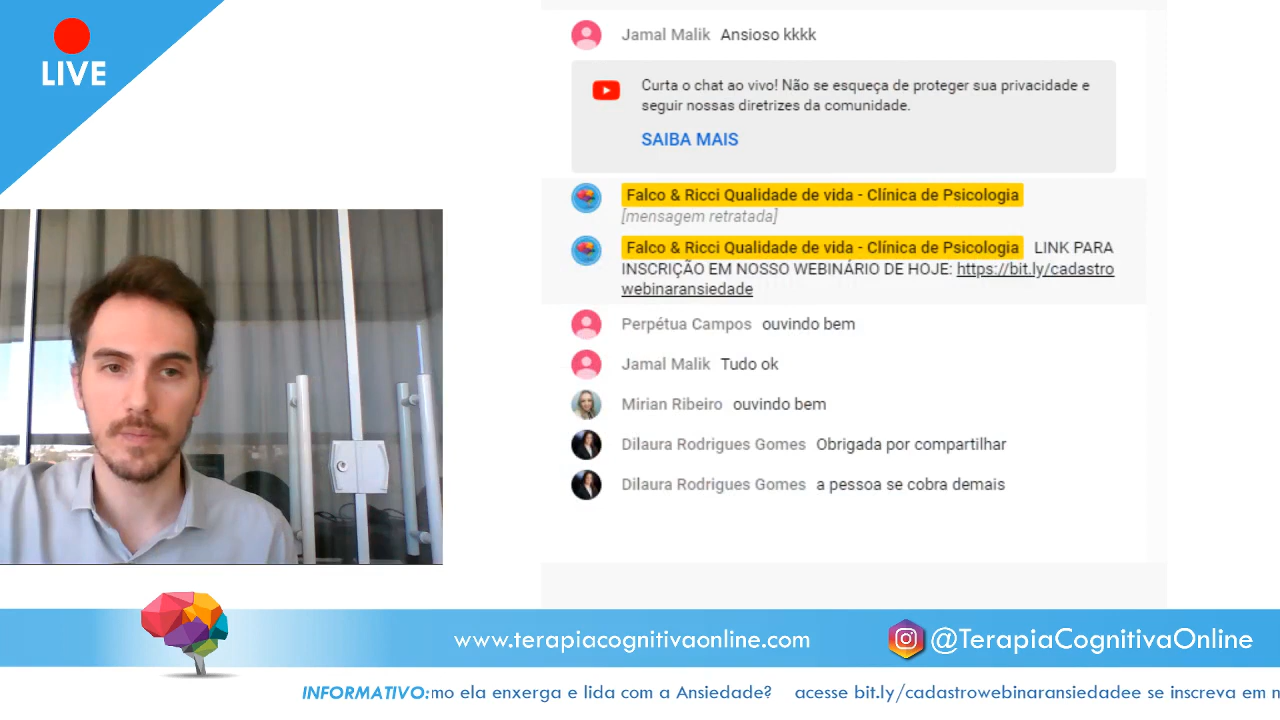 LIVE
Jamal Malik Ansioso kkkk
Curta o chat ao vivo! Não se esqueça de proteger sua privacidade e
seguir nossas diretrizes da comunidade.
SAIBA MAIS
Falco & Ricci Qualidade de vida - Clínica de Psicologia
[mensagem retratada]
Falco & Ricci Qualidade de vida - Clínica de Psicologia LINK PARA
INSCRIÇÃO EM NOSSO WEBINÁRIO DE HOJE: https://bit.ly/cadastro
webinaransiedade
Perpétua Campos ouvindo bem
Jamal Malik Tudo ok
Mirian Ribeiro ouvindo bem
Dilaura Rodrigues Gomes Obrigada por compartilhar
Dilaura Rodrigues Gomes a pessoa se cobra demais
www.terapiacognitivaonline.com
@TerapiaCognitivaOnline
INFORMATIVO: mo ela enxerga e lida com a Ansiedade? acesse bit.ly/cadastrowebinaransiedadee se inscreva em n